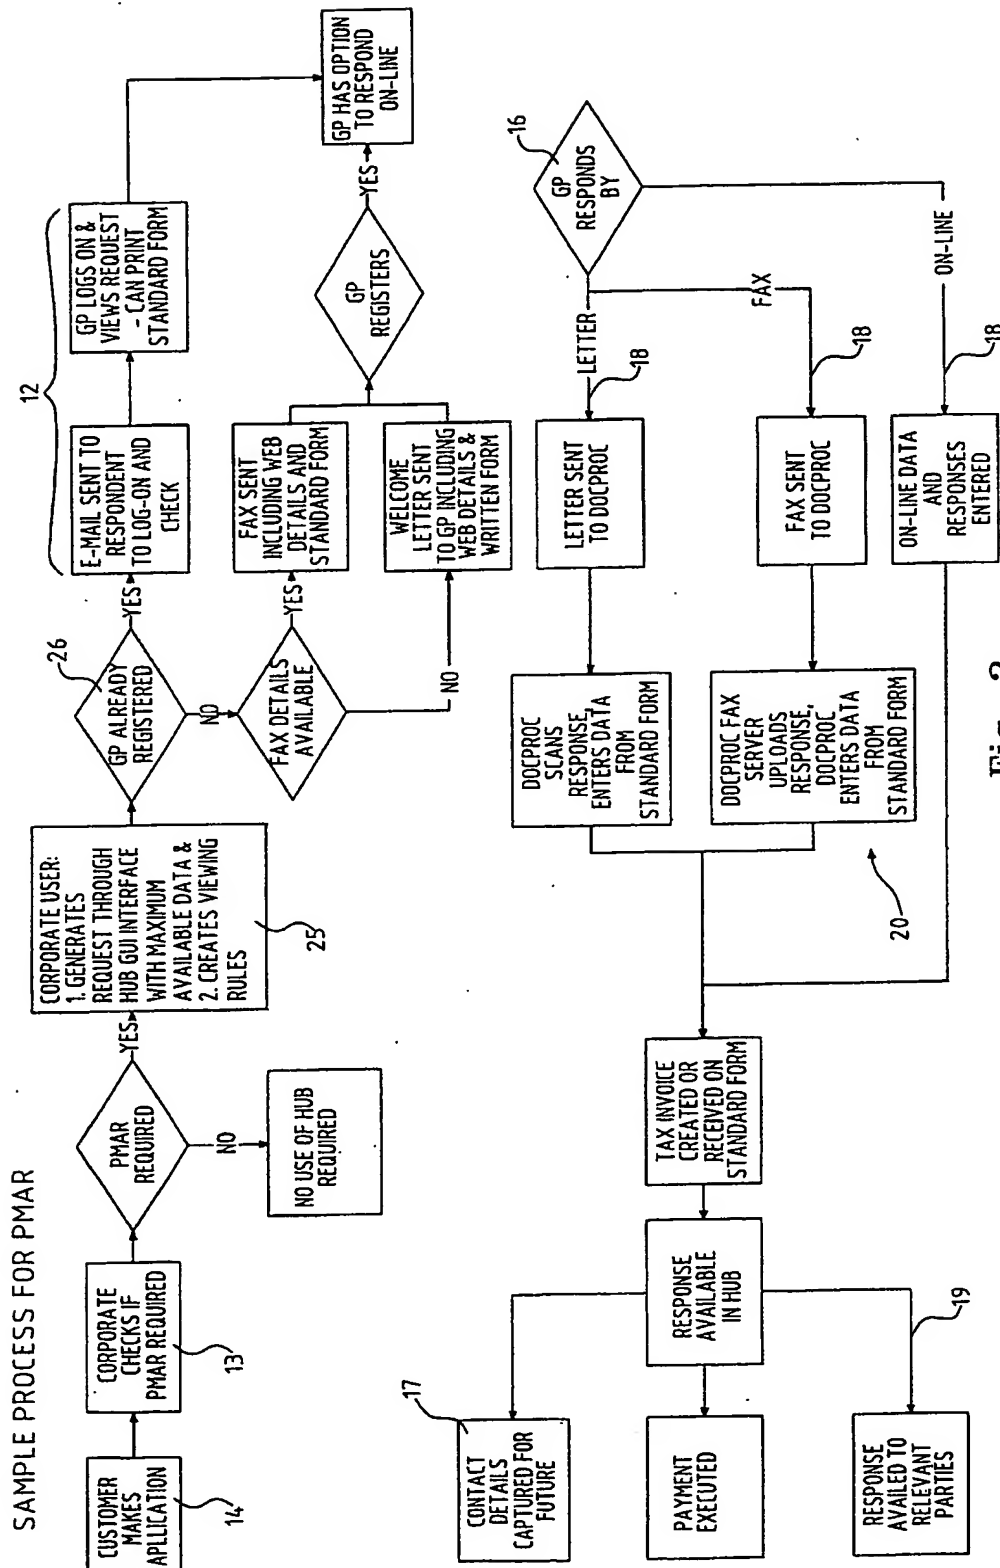 SAMPLE PROCESS FOR PMAR
CUSTOMER
MAKES
APLLICATION
14
CORPORATE
CHECKS IF
PMAR REQUIRED
13
PMAR
REQUIRED
YES
NO
NO USE OF HUB
REQUIRED
CORPORATE USER:
1. GENERATES
REQUEST THROUGH
HUB GUI INTERFACE
WITH MAXIMUM
AVAILABLE DATA &
2. CREATES VIEWING
RULES
25
GP ALREADY
REGISTERED
26
YES
NO
FAX DETAILS
AVAILABLE
YES
NO
12
E-MAIL SENT TO
RESPONDENT
TO LOG-ON AND
CHECK
GP LOGS ON &
VIEWS REQUEST
- CAN PRINT
STANDARD FORM
FAX SENT
INCLUDING WEB
DETAILS AND
STANDARD FORM
WELCOME
LETTER SENT
TO GP INCLUDING
WEB DETAILS &
WRITTEN FORM
GP
REGISTERS
YES
GP HAS OPTION
TO RESPOND
ON-LINE
16
GP
RESPONDS
BY
LETTER
18
FAX
18
ON-LINE
18
LETTER SENT
TO DOCPROC
FAX SENT
TO DOCPROC
ON-LINE DATA
AND
RESPONSES
ENTERED
DOCPROC
SCANS
RESPONSE,
ENTERS DATA
FROM
STANDARD FORM
DOCPROC FAX
SERVER
UPLOADS
RESPONSE,
DOCPROC
ENTERS DATA
FROM
STANDARD FORM
20
TAX INVOICE
CREATED OR
RECEIVED ON
STANDARD FORM
RESPONSE
AVAILABLE
IN HUB
17
CONTACT
DETAILS
CAPTURED FOR
FUTURE
PAYMENT
EXECUTED
19
RESPONSE
AVAILED TO
RELEVANT
PARTIES